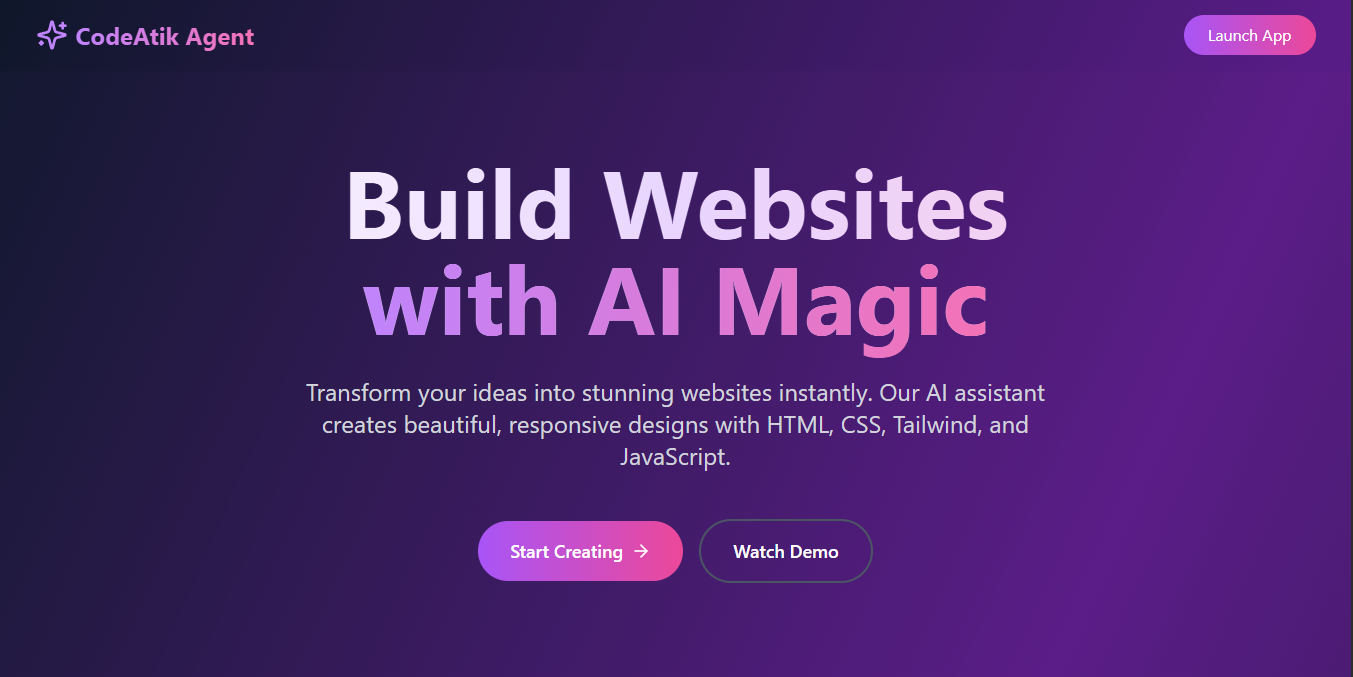 CodeAtik Agent
Launch App
Build Websites
with AI Magic
Transform your ideas into stunning websites instantly. Our AI assistant
creates beautiful, responsive designs with HTML, CSS, Tailwind, and
JavaScript.
Start Creating →
Watch Demo